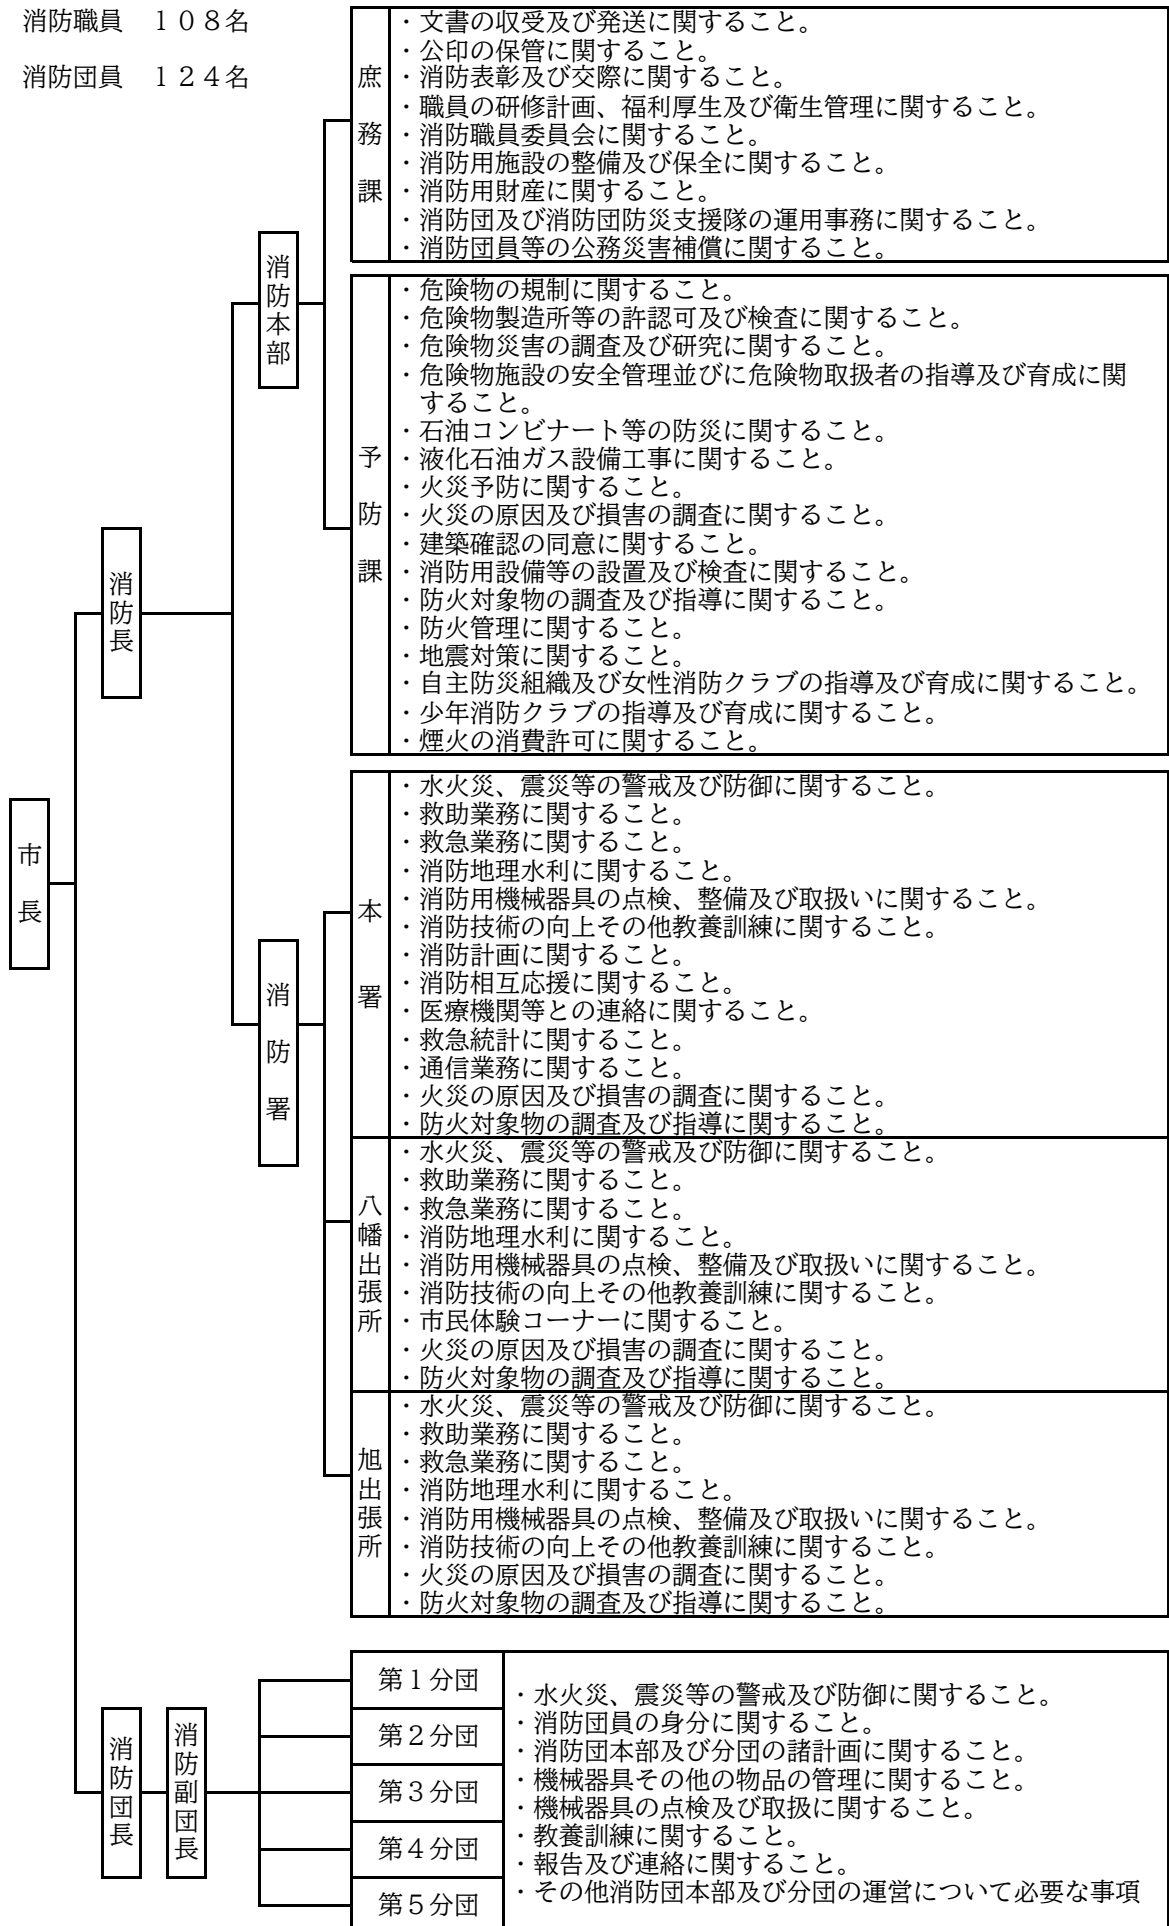 消防職員　１０８名
消防団員　１２４名
市長
消防長
消防本部
庶務課
・文書の収受及び発送に関すること。
・公印の保管に関すること。
・消防表彰及び交際に関すること。
・職員の研修計画、福利厚生及び衛生管理に関すること。
・消防職員委員会に関すること。
・消防用施設の整備及び保全に関すること。
・消防用財産に関すること。
・消防団及び消防団防災支援隊の運用事務に関すること。
・消防団員等の公務災害補償に関すること。
予防課
・危険物の規制に関すること。
・危険物製造所等の許認可及び検査に関すること。
・危険物災害の調査及び研究に関すること。
・危険物施設の安全管理並びに危険物取扱者の指導及び育成に関
すること。
・石油コンビナート等の防災に関すること。
・液化石油ガス設備工事に関すること。
・火災予防に関すること。
・火災の原因及び損害の調査に関すること。
・建築確認の同意に関すること。
・消防用設備等の設置及び検査に関すること。
・防火対象物の調査及び指導に関すること。
・防火管理に関すること。
・地震対策に関すること。
・自主防災組織及び女性消防クラブの指導及び育成に関すること。
・少年消防クラブの指導及び育成に関すること。
・煙火の消費許可に関すること。
消防署
本署
・水火災、震災等の警戒及び防御に関すること。
・救助業務に関すること。
・救急業務に関すること。
・消防地理水利に関すること。
・消防用機械器具の点検、整備及び取扱いに関すること。
・消防技術の向上その他教養訓練に関すること。
・消防計画に関すること。
・消防相互応援に関すること。
・医療機関等との連絡に関すること。
・救急統計に関すること。
・通信業務に関すること。
・火災の原因及び損害の調査に関すること。
・防火対象物の調査及び指導に関すること。
八幡出張所
・水火災、震災等の警戒及び防御に関すること。
・救助業務に関すること。
・救急業務に関すること。
・消防地理水利に関すること。
・消防用機械器具の点検、整備及び取扱いに関すること。
・消防技術の向上その他教養訓練に関すること。
・市民体験コーナーに関すること。
・火災の原因及び損害の調査に関すること。
・防火対象物の調査及び指導に関すること。
旭出張所
・水火災、震災等の警戒及び防御に関すること。
・救助業務に関すること。
・救急業務に関すること。
・消防地理水利に関すること。
・消防用機械器具の点検、整備及び取扱いに関すること。
・消防技術の向上その他教養訓練に関すること。
・火災の原因及び損害の調査に関すること。
・防火対象物の調査及び指導に関すること。
消防団長
消防副団長
第１分団
第２分団
第３分団
第４分団
第５分団
・水火災、震災等の警戒及び防御に関すること。
・消防団員の身分に関すること。
・消防団本部及び分団の諸計画に関すること。
・機械器具その他の物品の管理に関すること。
・機械器具の点検及び取扱に関すること。
・教養訓練に関すること。
・報告及び連絡に関すること。
・その他消防団本部及び分団の運営について必要な事項